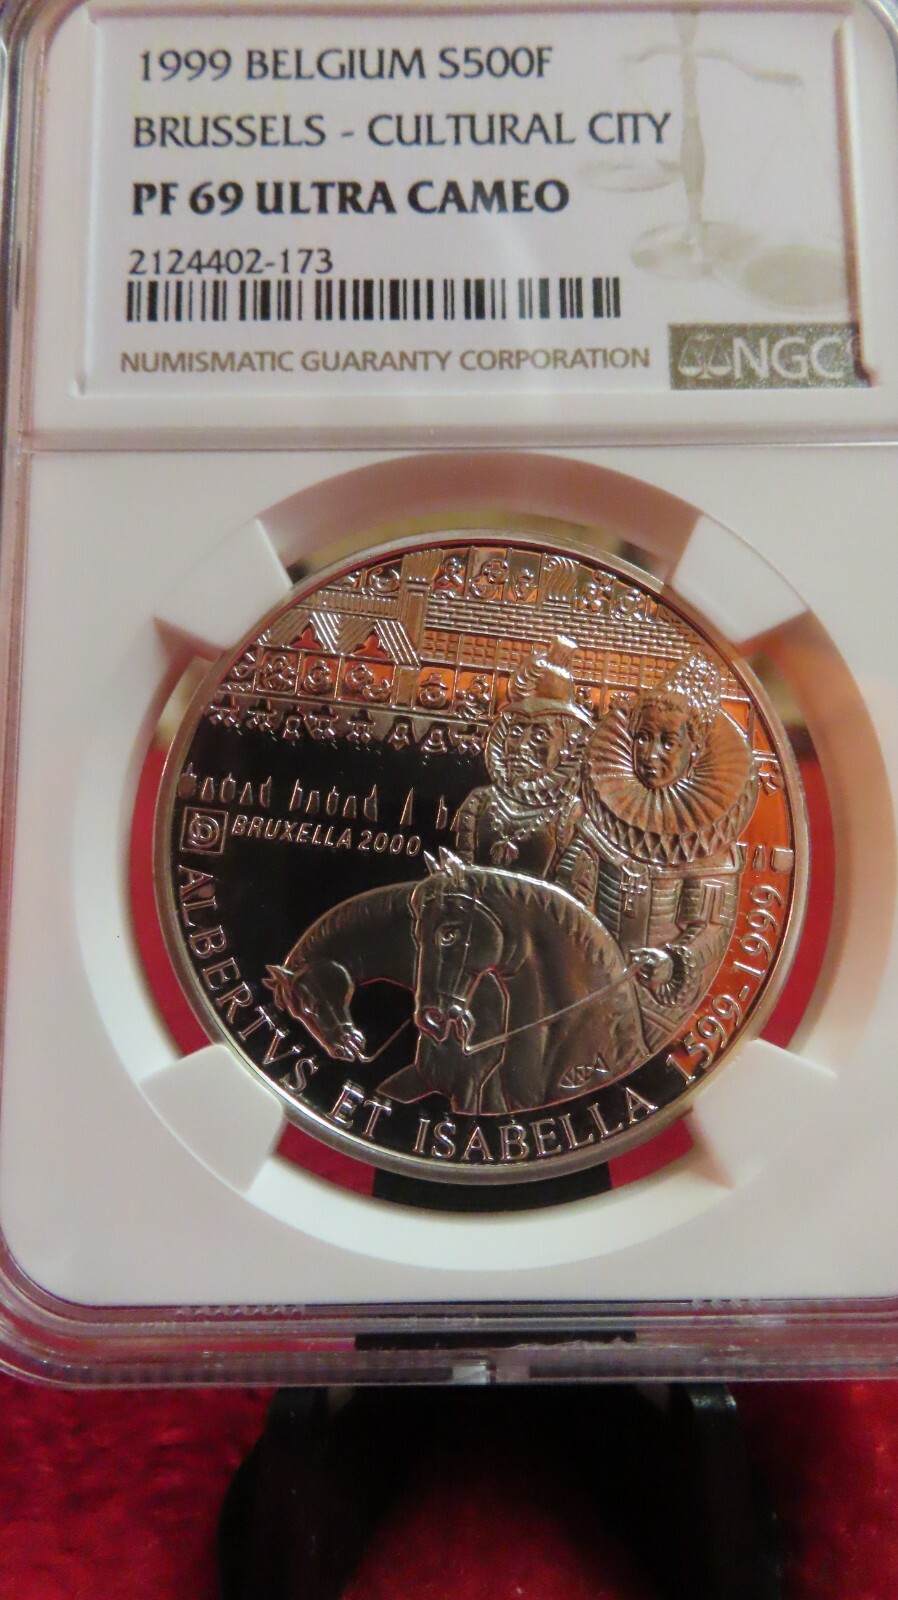 1999 BELGIUM S500F
BRUSSELS - CULTURAL CITY
PF 69 ULTRA CAMEO
2124402-173
NUMISMATIC GUARANTY CORPORATION
NGC
BRUXELLA 2000
ALBERTVS ET ISABELLA 1599-1999